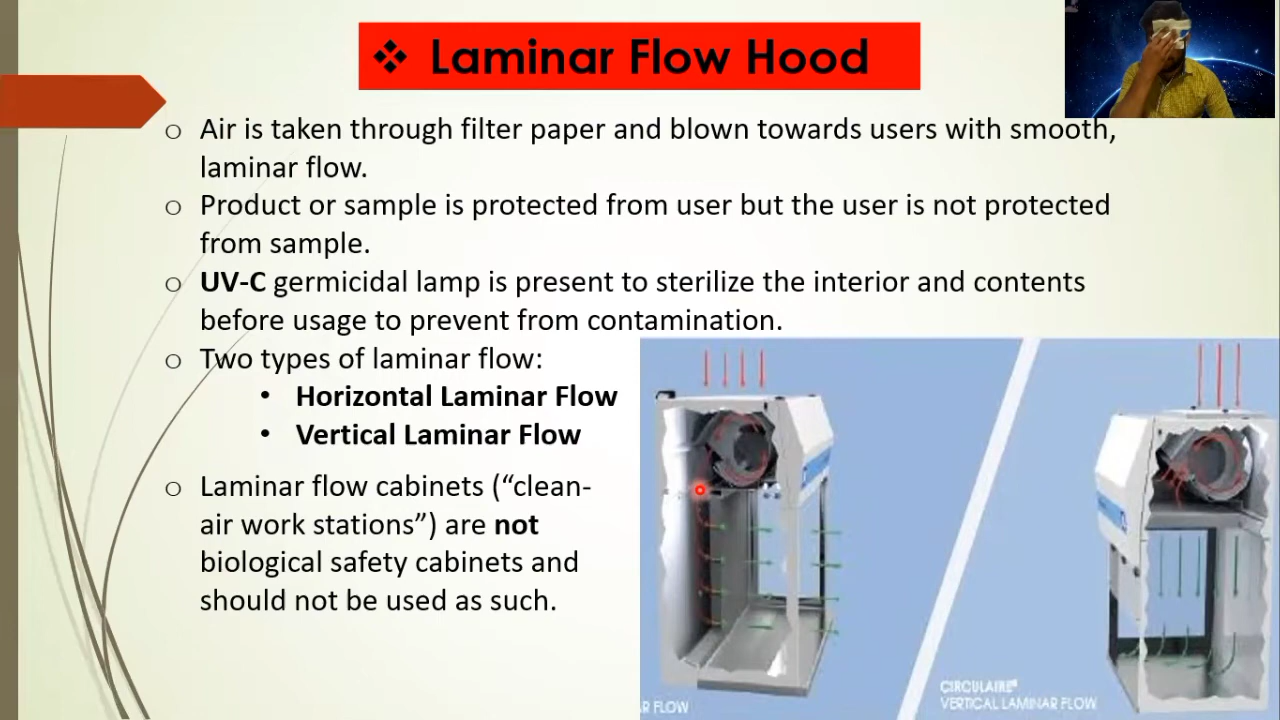 ❖ Laminar Flow Hood
o Air is taken through filter paper and blown towards users with smooth,
laminar flow.
o Product or sample is protected from user but the user is not protected
from sample.
o UV-C germicidal lamp is present to sterilize the interior and contents
before usage to prevent from contamination.
o Two types of laminar flow:
• Horizontal Laminar Flow
• Vertical Laminar Flow
o Laminar flow cabinets (“clean-
air work stations”) are not
biological safety cabinets and
should not be used as such.
R FLOW
CIRCULAIRE®
VERTICAL LAMINAR FLOW